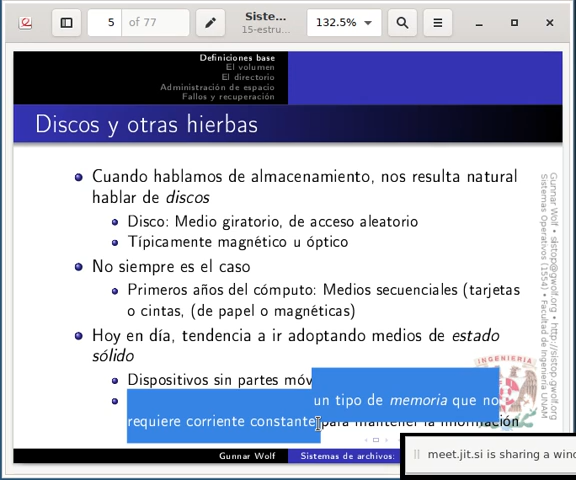 5 of 77
Siste...
15-estru...
132.5%
Definiciones base
El volumen
El directorio
Administración de espacio
Fallos y recuperación
Discos y otras hierbas
Cuando hablamos de almacenamiento, nos resulta natural
hablar de discos
Disco: Medio giratorio, de acceso aleatorio
Típicamente magnético u óptico
No siempre es el caso
Primeros años del cómputo: Medios secuenciales (tarjetas
o cintas, (de papel o magnéticas)
Hoy en día, tendencia a ir adoptando medios de estado
sólido
Dispositivos sin partes móv
un tipo de memoria que no
requiere corriente constante para mantener la información
Gunnar Wolf • sistop@gwolf.org • http://sistop.gwolf.org
Sistemas Operativos (1554) • Facultad de Ingeniería UNAM
INGENIERIA
Gunnar Wolf
Sistemas de archivos:
meet.jit.si is sharing a wind